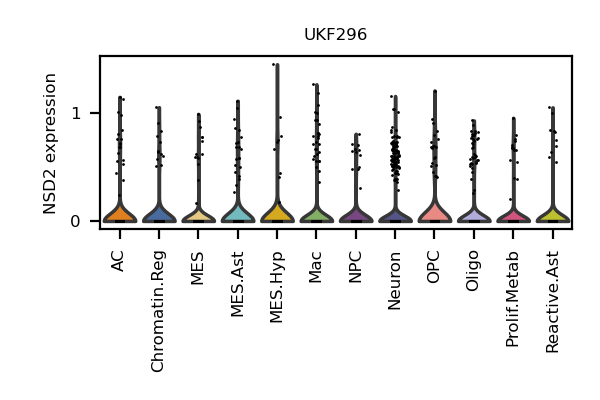 UKF296
NSD2 expression
1
0
AC
Chromatin.Reg
MES
MES.Ast
MES.Hyp
Mac
NPC
Neuron
OPC
Oligo
Prolif.Metab
Reactive.Ast